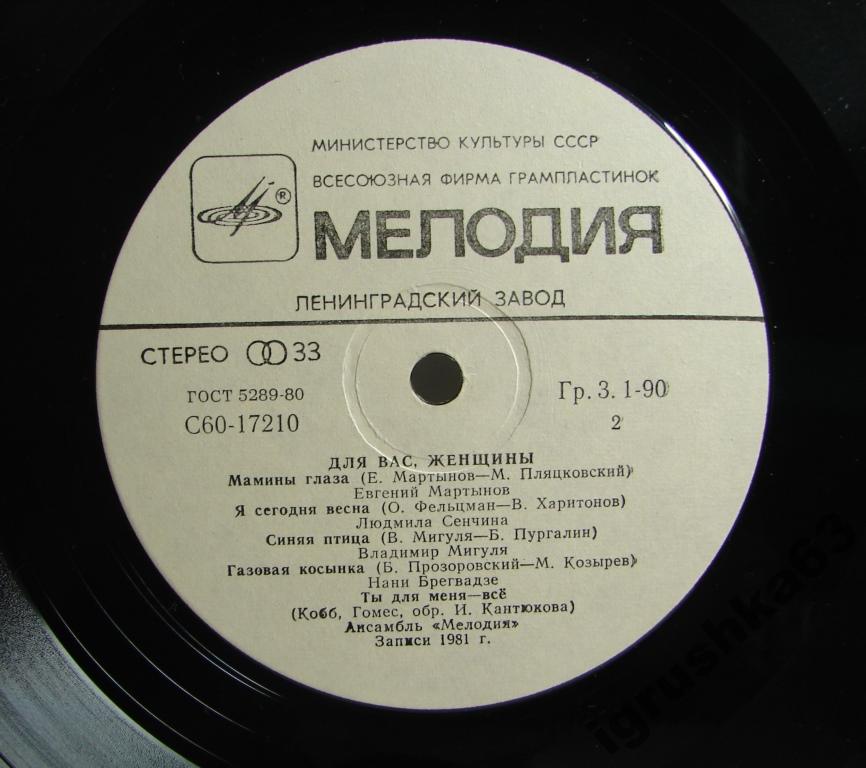 МИНИСТЕРСТВО КУЛЬТУРЫ СССР
ВСЕСОЮЗНАЯ ФИРМА ГРАМПЛАСТИНОК
®
МЕЛОДИЯ
ЛЕНИНГРАДСКИЙ ЗАВОД
СТЕРЕО 33
ГОСТ 5289-80
Гр. 3. 1-90
С60-17210
2
ДЛЯ ВАС, ЖЕНЩИНЫ
Мамины глаза (Е. Мартынов—М. Пляцковский)
Евгений Мартынов
Я сегодня весна (О. Фельцман—В. Харитонов)
Людмила Сенчина
Синяя птица (В. Мигуля—Б. Пургалин)
Владимир Мигуля
Газовая косынка (Б. Прозоровский—М. Козырев)
Нани Брегвадзе
Ты для меня—всё
(Кобб, Гомес, обр. И. Кантюкова)
Ансамбль «Мелодия»
Записи 1981 г.
igrushka63